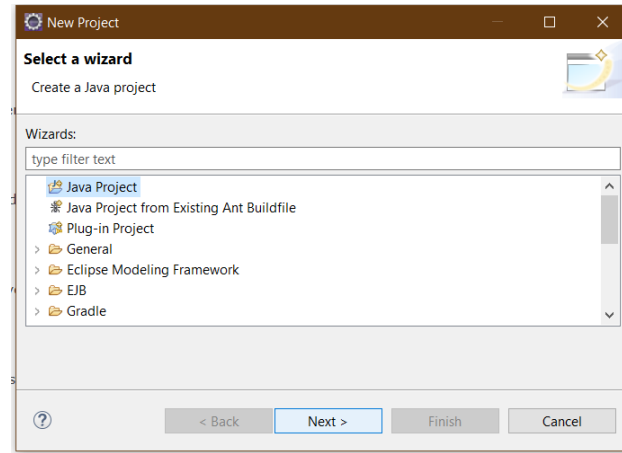 New Project
Select a wizard
Create a Java project
Wizards:
type filter text
Java Project
Java Project from Existing Ant Buildfile
Plug-in Project
> General
> Eclipse Modeling Framework
> EJB
> Gradle
?
< Back Next > Finish Cancel